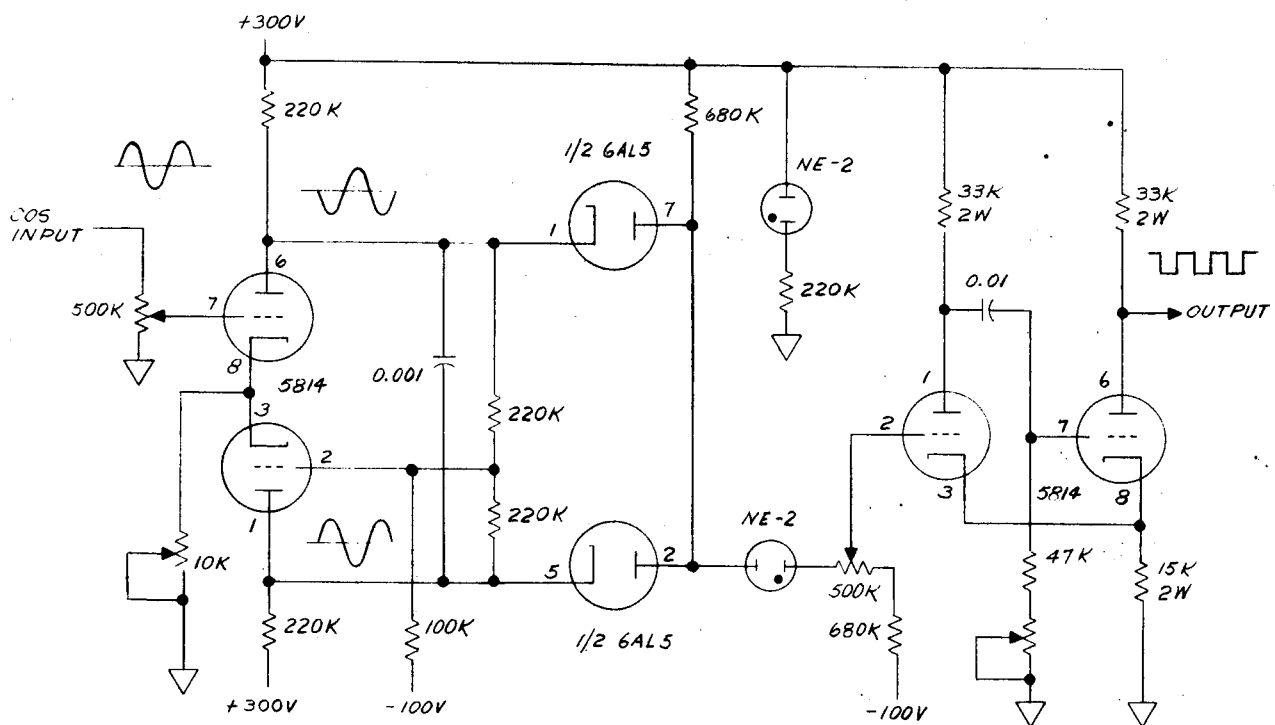 +300V
220K
680K
1/2 6AL5
NE-2
33K
2W
33K
2W
COS
INPUT
7
1
6
220K
0.01
500K
7
OUTPUT
8
5814
0.001
1
6
3
220K
2
7
2
3
5814
8
1
220K
NE-2
10K
5
2
47K
15K
2W
500K
220K
100K
680K
1/2 6AL5
+300V
-100V
-100V